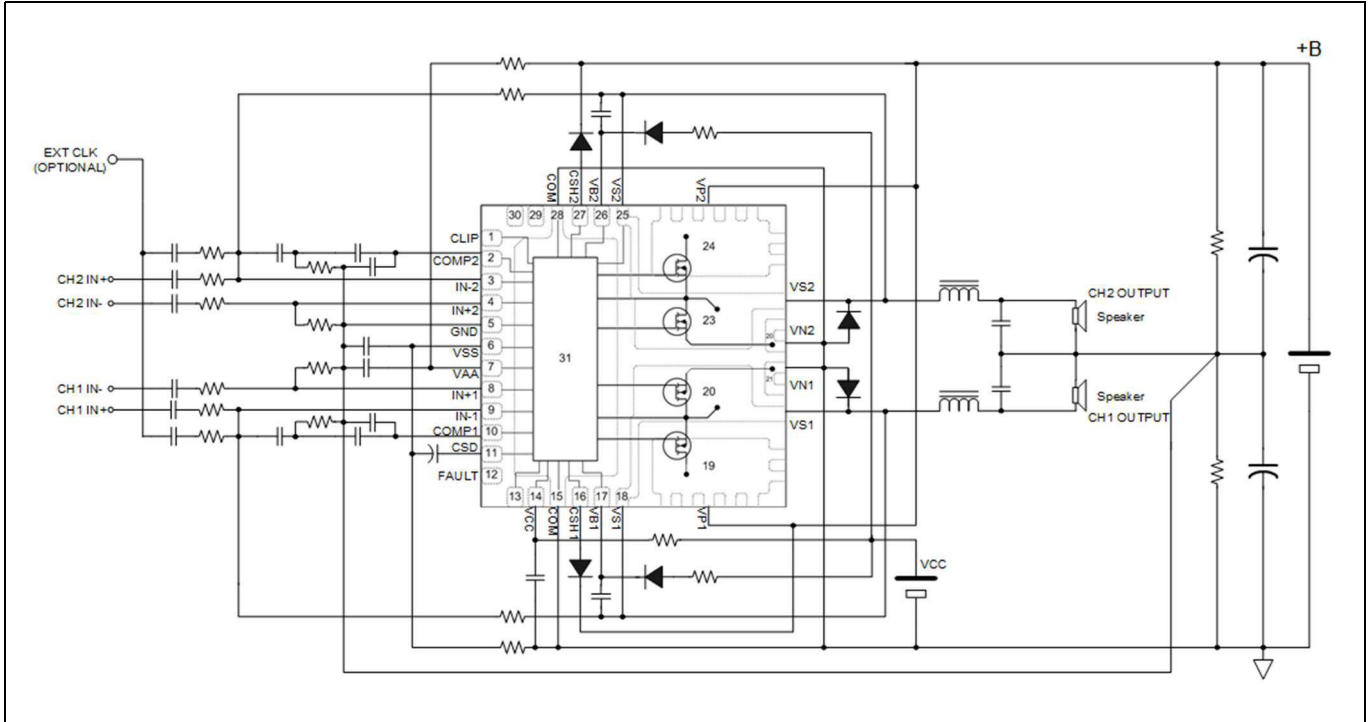 +B
EXT CLK
(OPTIONAL)
COM
CSH2
VB2
VS2
VP2
30
29
28
27
26
25
CLIP
1
COMP2
2
CH2 IN+
IN-2
3
CH2 IN-
IN+2
4
GND
5
VSS
6
VAA
7
CH1 IN-
IN+1
8
CH1 IN+
IN-1
9
COMP1
10
CSD
11
FAULT
12
31
24
23
20
19
20
21
VS2
VN2
VN1
VS1
CH2 OUTPUT
Speaker
Speaker
CH1 OUTPUT
13
14
15
16
17
18
VCC
COM
CSH1
VB1
VS1
VP1
VCC